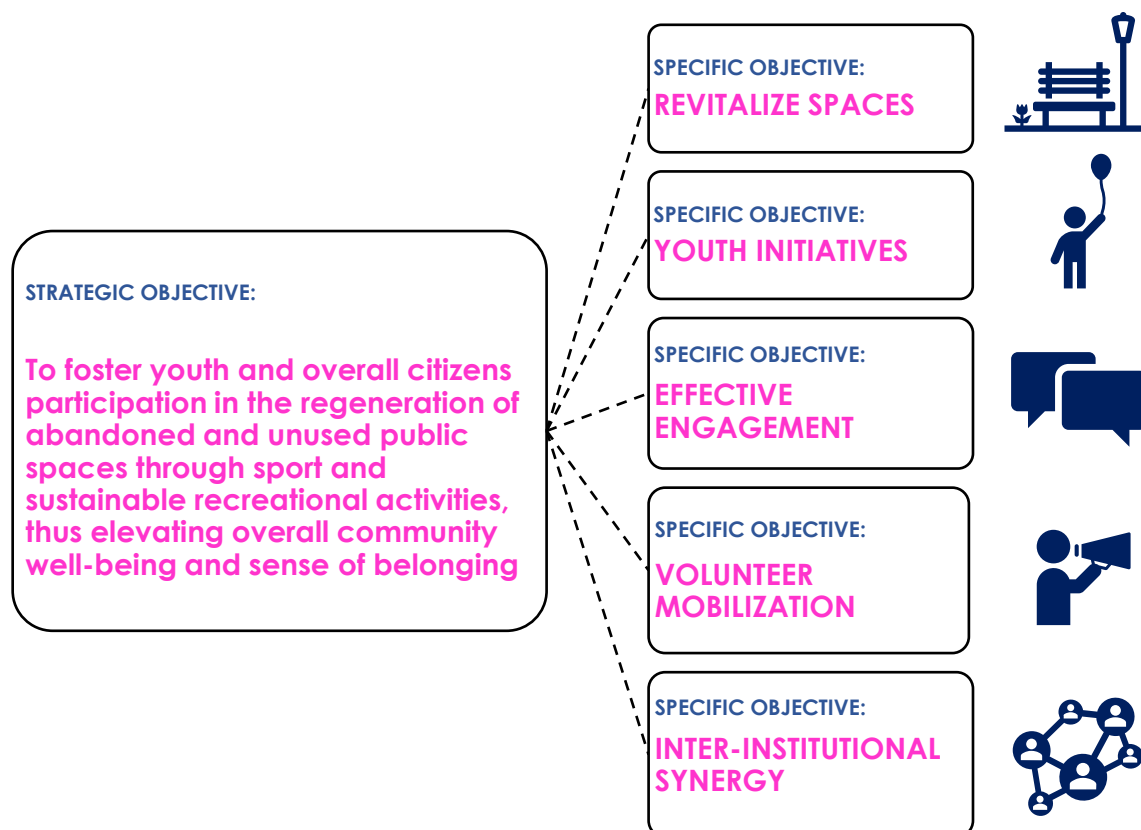 STRATEGIC OBJECTIVE:
To foster youth and overall citizens
participation in the regeneration of
abandoned and unused public
spaces through sport and
sustainable recreational activities,
thus elevating overall community
well-being and sense of belonging
SPECIFIC OBJECTIVE:
REVITALIZE SPACES
SPECIFIC OBJECTIVE:
YOUTH INITIATIVES
SPECIFIC OBJECTIVE:
EFFECTIVE
ENGAGEMENT
SPECIFIC OBJECTIVE:
VOLUNTEER
MOBILIZATION
SPECIFIC OBJECTIVE:
INTER-INSTITUTIONAL
SYNERGY